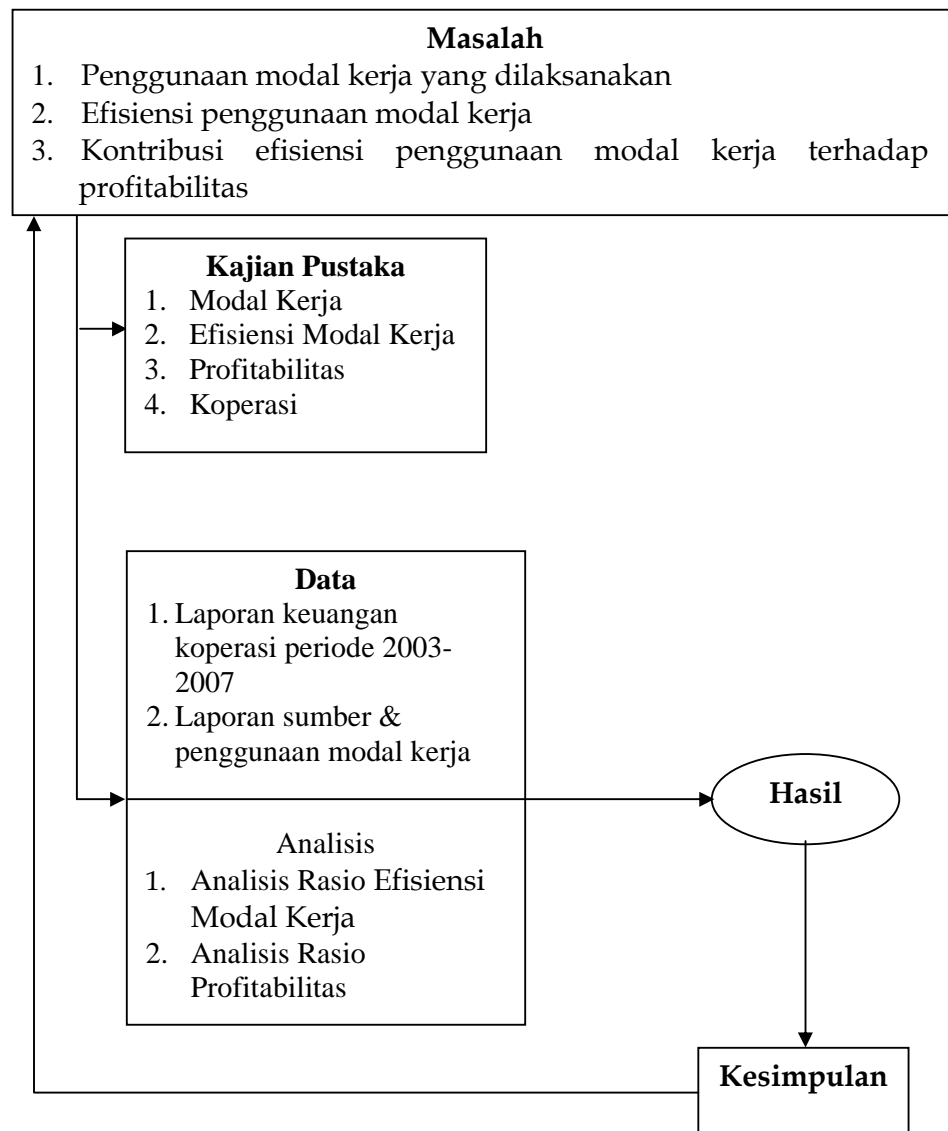 Masalah
1. Penggunaan modal kerja yang dilaksanakan
2. Efisiensi penggunaan modal kerja
3. Kontribusi efisiensi penggunaan modal kerja terhadap
profitabilitas
Kajian Pustaka
1. Modal Kerja
2. Efisiensi Modal Kerja
3. Profitabilitas
4. Koperasi
Data
1. Laporan keuangan
koperasi periode 2003-
2007
2. Laporan sumber &
penggunaan modal kerja
Hasil
Analisis
1. Analisis Rasio Efisiensi
Modal Kerja
2. Analisis Rasio
Profitabilitas
Kesimpulan